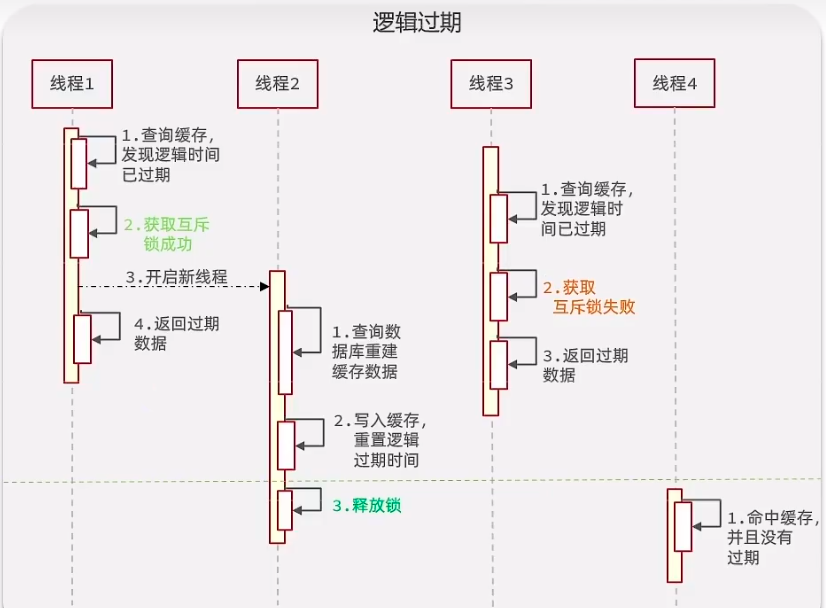 逻辑过期
线程1
线程2
线程3
线程4
1.查询缓存，
发现逻辑时间
已过期
2.获取互斥
锁成功
3.开启新线程
4.返回过期
数据
1.查询数
据库重建
缓存数据
2.写入缓存，
重置逻辑
过期时间
3.释放锁
1.查询缓存，
发现逻辑时
间已过期
2.获取
互斥锁失败
3.返回过期
数据
1.命中缓存，
并且没有
过期